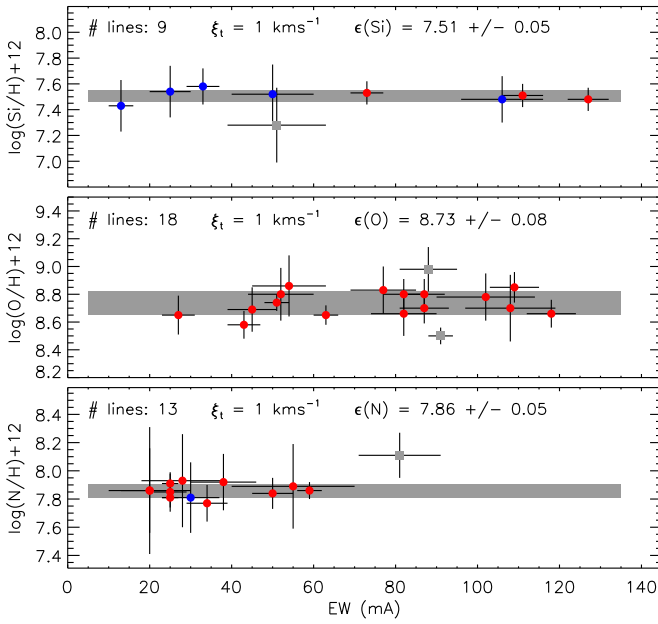 # lines: 9 ξt = 1 kms⁻¹ ϵ(Si) = 7.51 +/- 0.05
log(Si/H)+12
8.0
7.8
7.6
7.4
7.2
7.0
# lines: 18 ξt = 1 kms⁻¹ ϵ(O) = 8.73 +/- 0.08
log(O/H)+12
9.4
9.2
9.0
8.8
8.6
8.4
8.2
# lines: 13 ξt = 1 kms⁻¹ ϵ(N) = 7.86 +/- 0.05
log(N/H)+12
8.4
8.2
8.0
7.8
7.6
7.4
0 20 40 60 80 100 120 140
EW (mA)